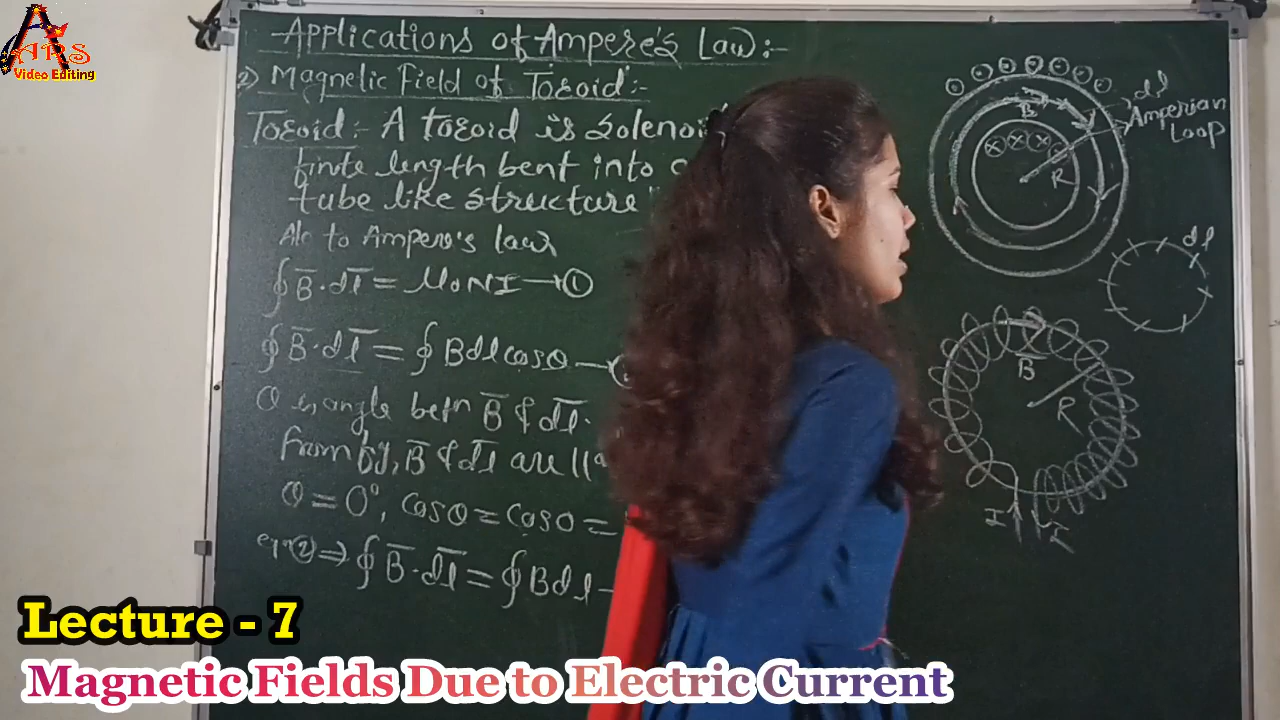 ARS
Video Editing
Applications of Ampere's Law:-
2) Magnetic Field of Toroid:-
Toroid:- A toroid is solenoi
finite length bent into
tube like structure"
Alc to Ampere's law
∮ B̅·dl̅ = μ0NI → ①
∮ B̅·dl̅ = ∮ Bdl cosθ →
θ is angle betn B̅ & dl̅.
From fig, B̅ & dl̅ are ||
θ = 0°, cosθ = cos0 =
eqn ② ⇒ ∮ B̅·dl̅ = ∮ Bdl
dl
Amperian
Loop
B
R
dl
B̅
R
I
I
Lecture - 7
Magnetic Fields Due to Electric Current